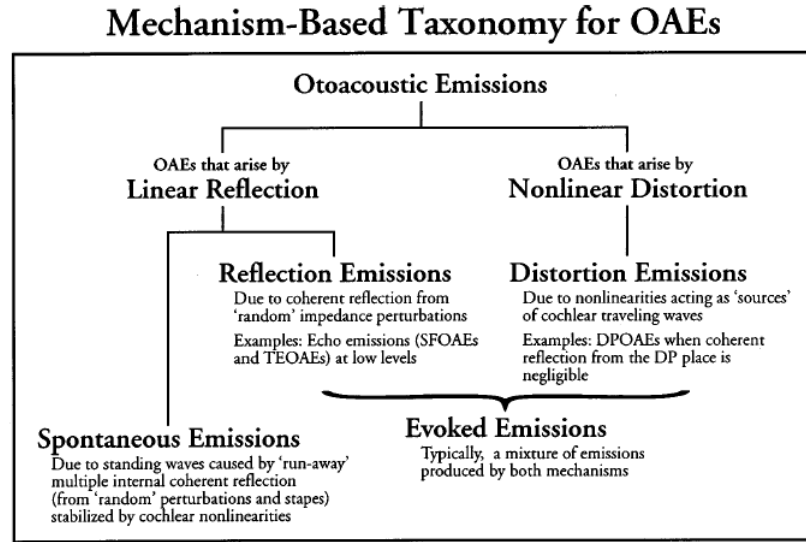 Mechanism-Based Taxonomy for OAEs
Otoacoustic Emissions
OAEs that arise by
Linear Reflection
OAEs that arise by
Nonlinear Distortion
Reflection Emissions
Due to coherent reflection from
‘random’ impedance perturbations
Examples: Echo emissions (SFOAEs
and TEOAEs) at low levels
Distortion Emissions
Due to nonlinearities acting as ‘sources’
of cochlear traveling waves
Examples: DPOAEs when coherent
reflection from the DP place is
negligible
Spontaneous Emissions
Due to standing waves caused by ‘run-away’
multiple internal coherent reflection
(from ‘random’ perturbations and stapes)
stabilized by cochlear nonlinearities
Evoked Emissions
Typically, a mixture of emissions
produced by both mechanisms